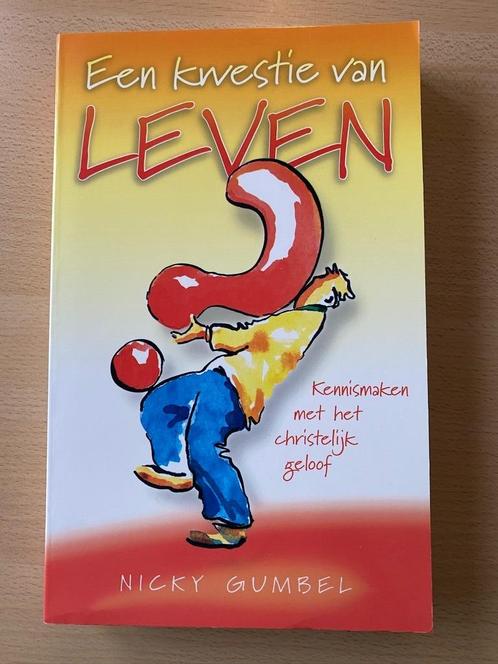 Een kwestie van
LEVEN
Kennismaken
met het
christelijk
geloof
NICKY GUMBEL